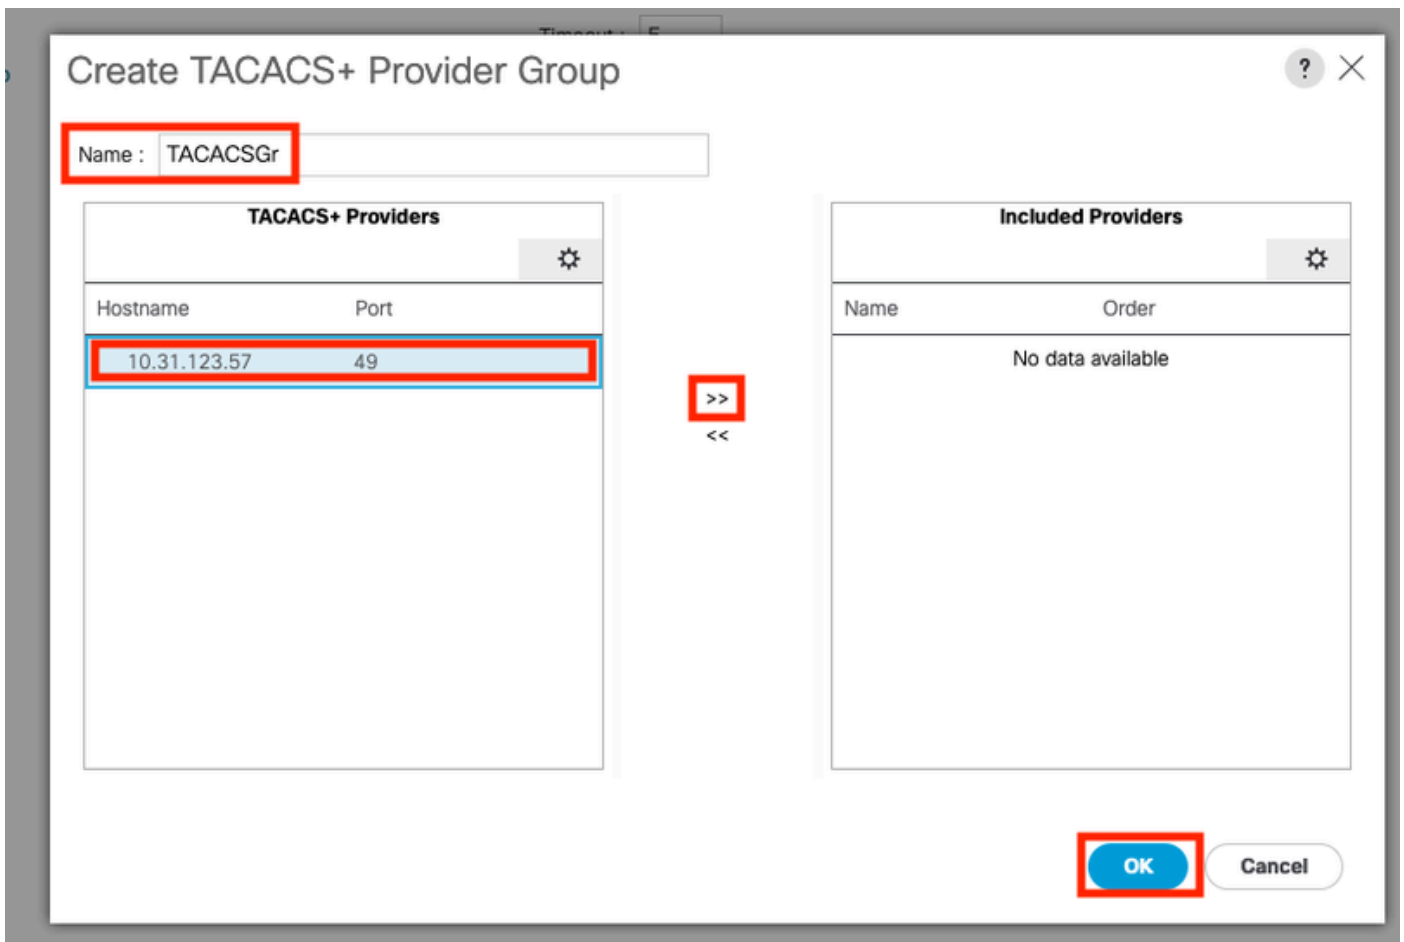 Create TACACS+ Provider Group ? ×
Name : TACACSGr
TACACS+ Providers
Included Providers
Hostname Port
Name Order
10.31.123.57 49
No data available
>>
<<
OK Cancel